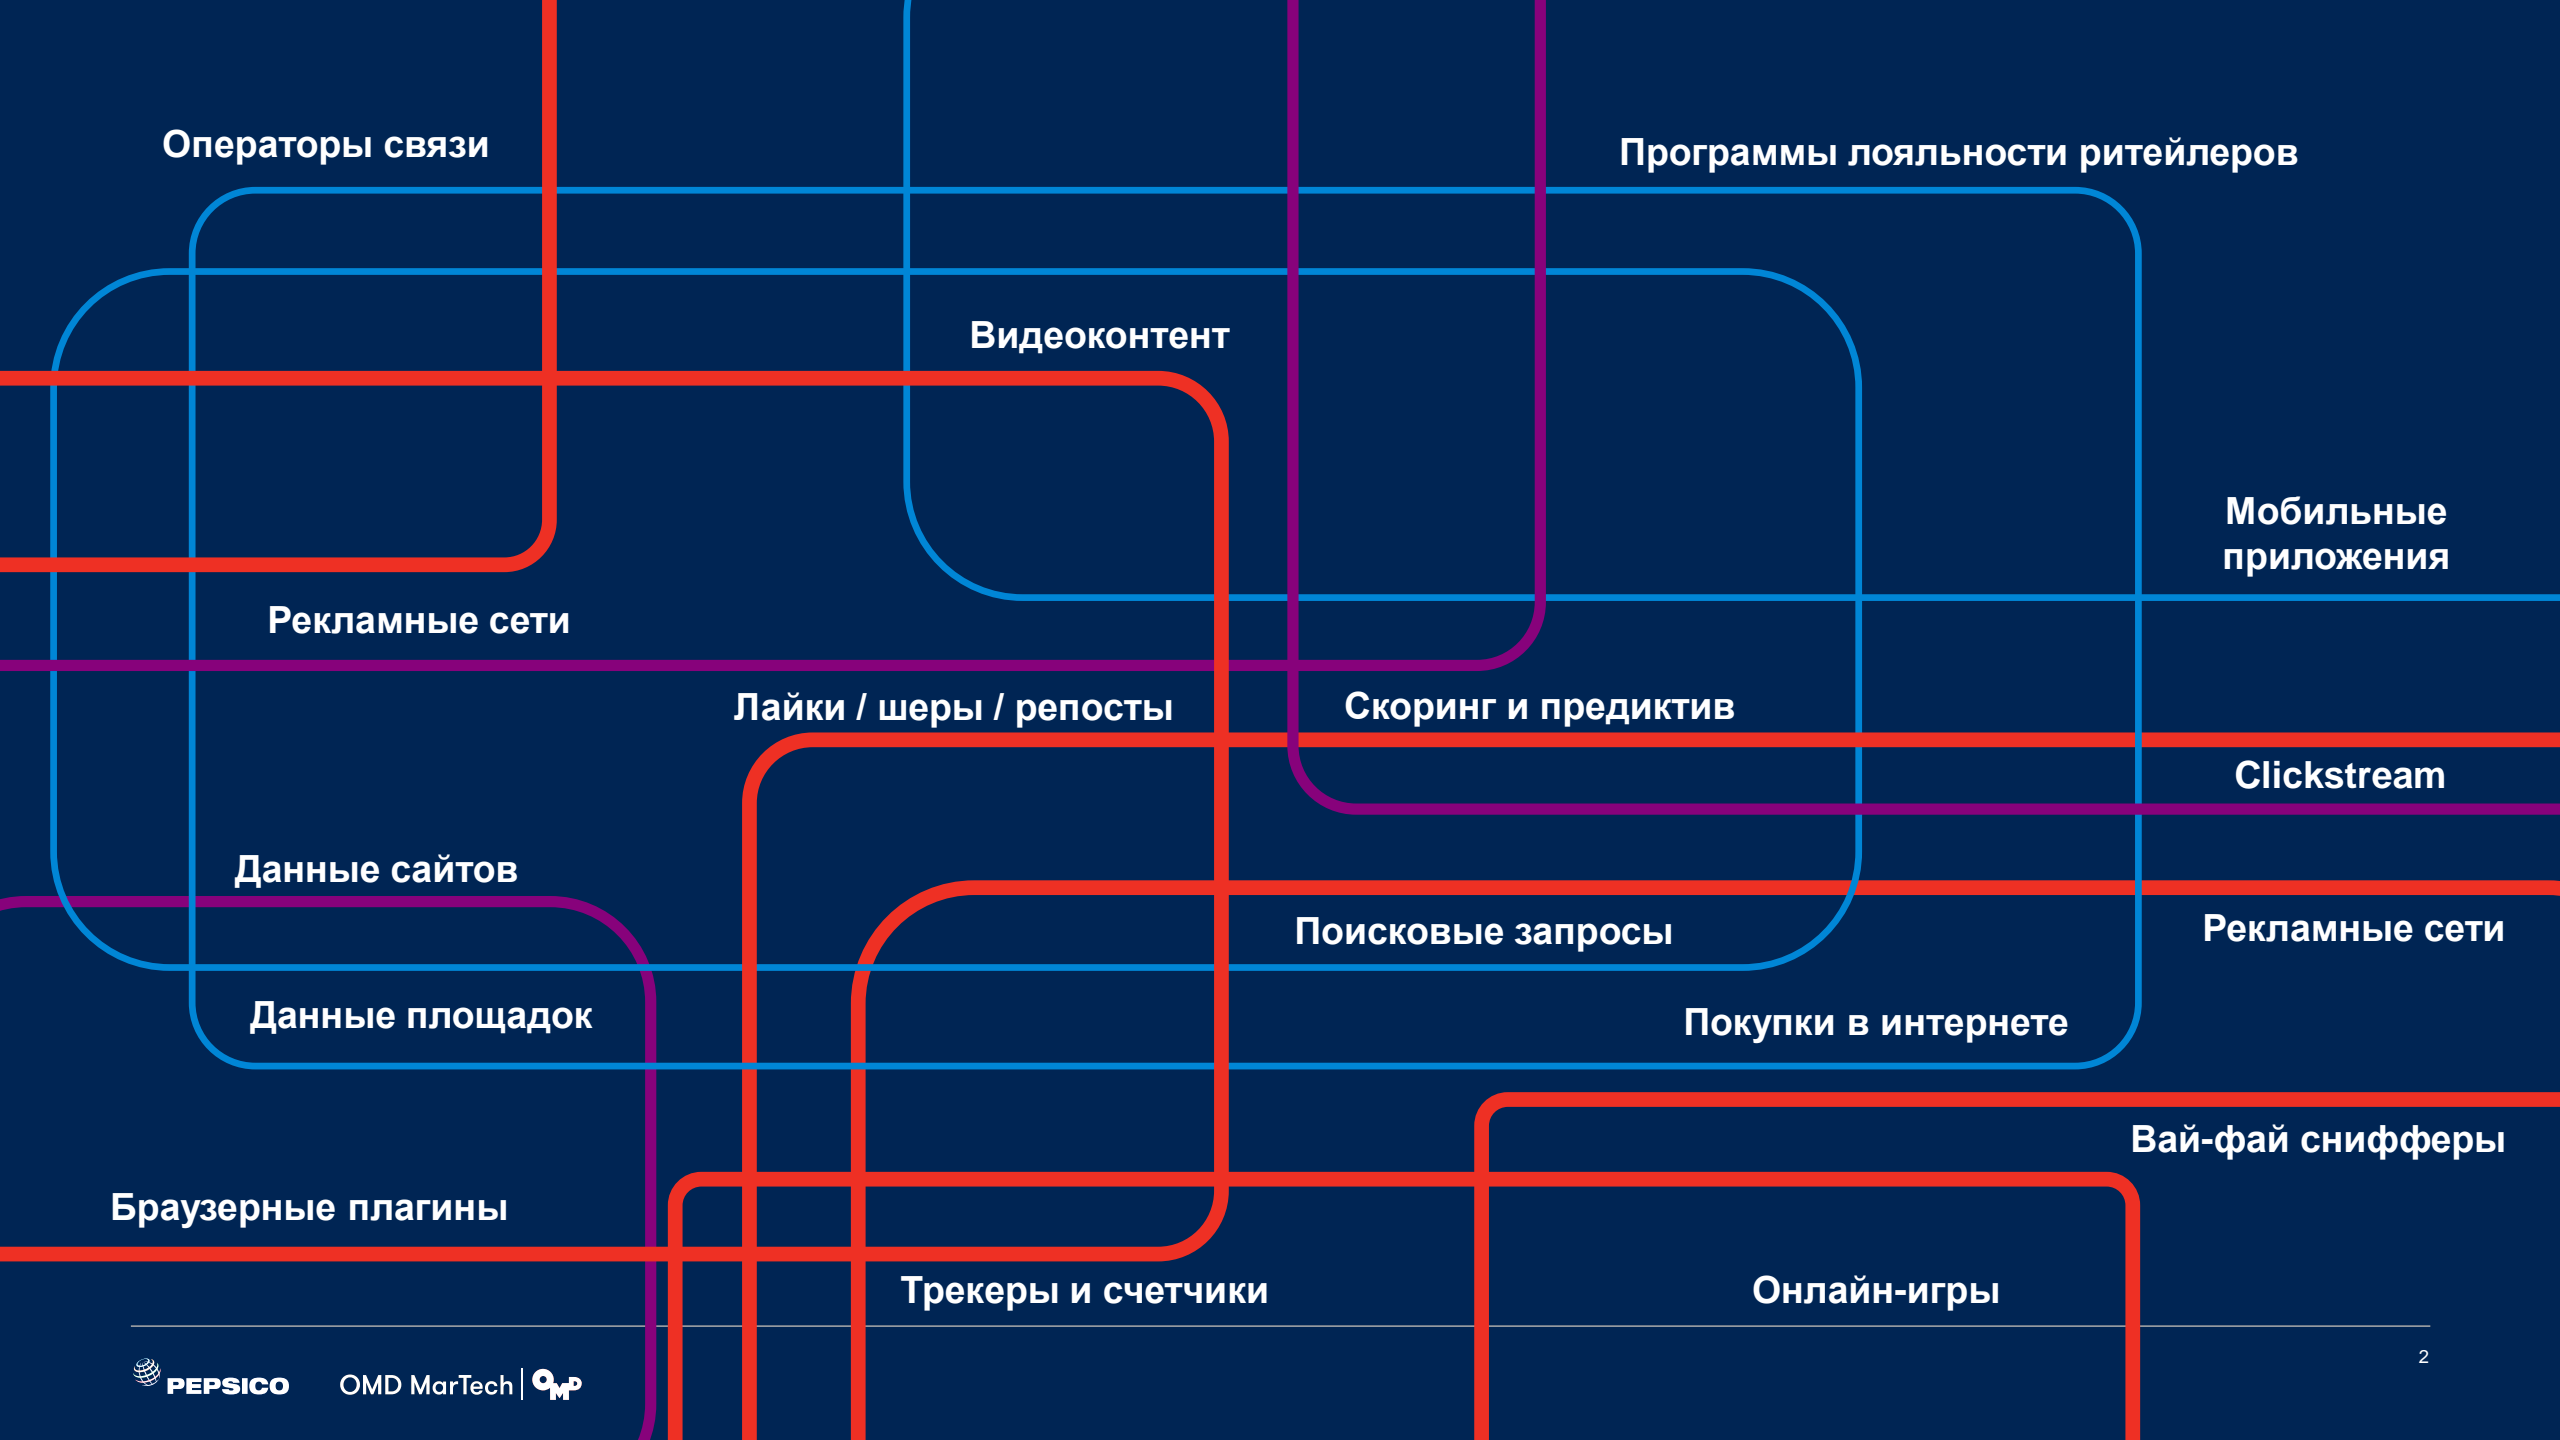 Операторы связи
Программы лояльности ритейлеров
Видеоконтент
Мобильные
приложения
Рекламные сети
Лайки / шеры / репосты
Скоринг и предиктив
Clickstream
Данные сайтов
Поисковые запросы
Рекламные сети
Данные площадок
Покупки в интернете
Вай-фай снифферы
Браузерные плагины
Трекеры и счетчики
Онлайн-игры
2
PEPSICO
OMD MarTech | OMD